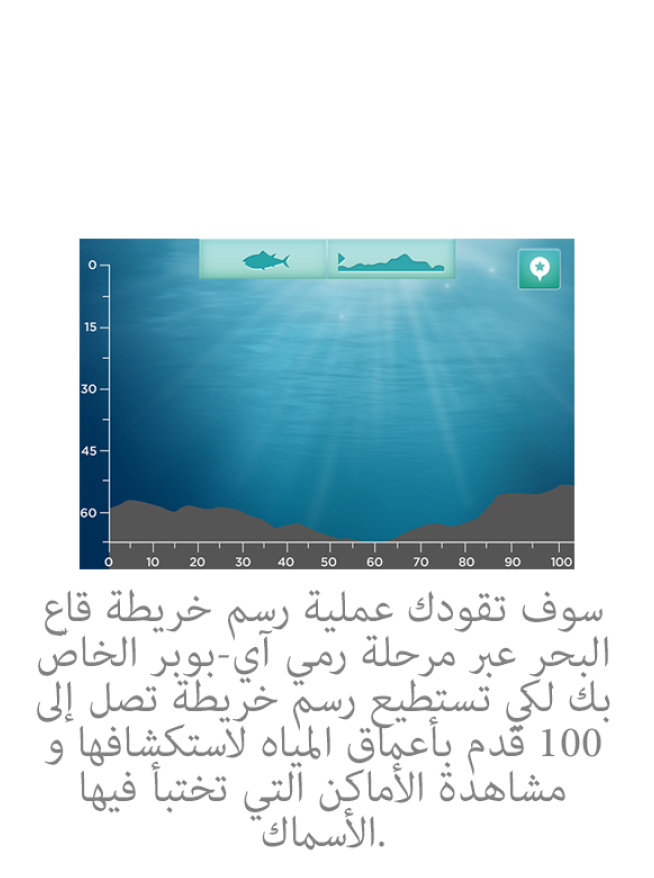 0
15
30
45
60
0 10 20 30 40 50 60 70 80 90 100
سوف تقودك عملية رسم خريطة قاع
البحر عبر مرحلة رمي آي-بوبر الخاص
بك لكي تستطيع رسم خريطة تصل إلى
100 قدم بأعماق المياه لاستكشافها و
مشاهدة الأماكن التي تختبأ فيها
.الأسماك